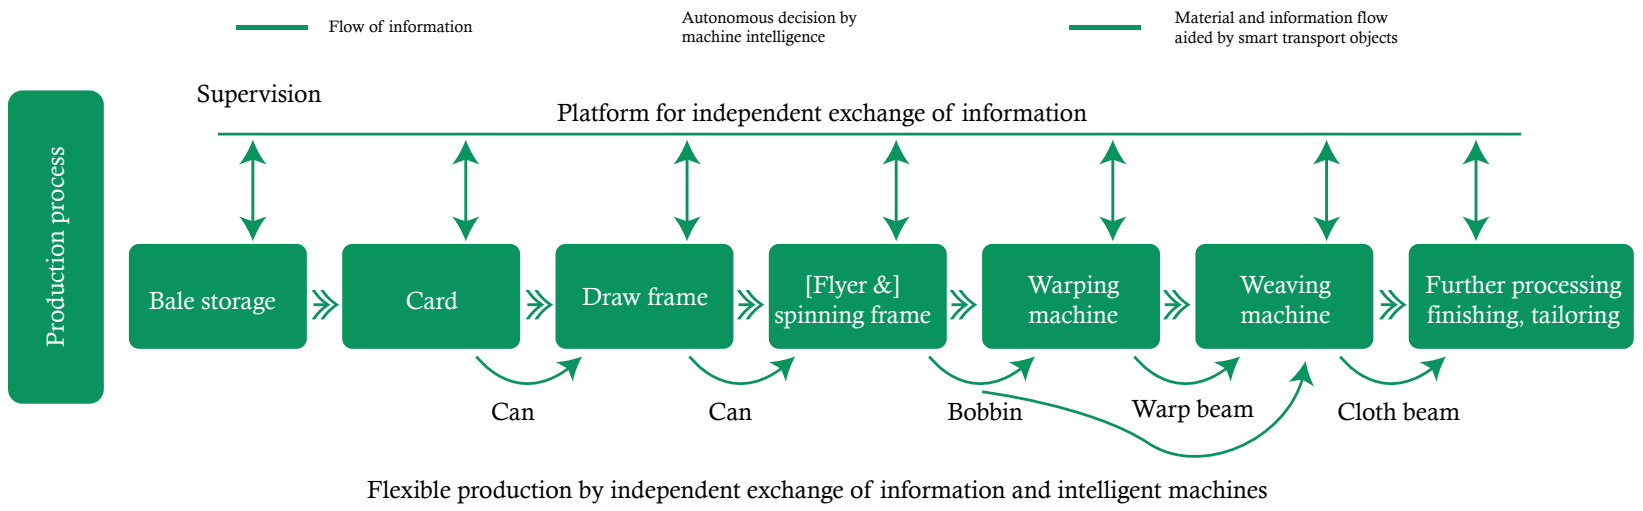 Flow of information
Autonomous decision by
machine intelligence
Material and information flow
aided by smart transport objects
Supervision
Platform for independent exchange of information
Production process
Bale storage
Card
Draw frame
[Flyer &]
spinning frame
Warping
machine
Weaving
machine
Further processing
finishing, tailoring
Can
Can
Bobbin
Warp beam
Cloth beam
Flexible production by independent exchange of information and intelligent machines